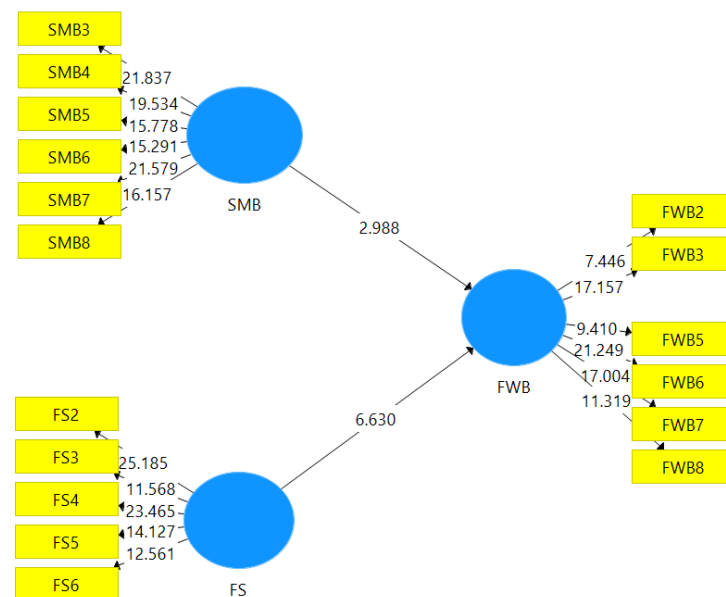 SMB3
SMB4
SMB5
SMB6
SMB7
SMB8
21.837
19.534
15.778
15.291
21.579
16.157
SMB
2.988
FWB2
FWB3
FWB5
FWB6
FWB7
FWB8
7.446
17.157
9.410
21.249
17.004
11.319
FWB
6.630
FS2
FS3
FS4
FS5
FS6
25.185
11.568
23.465
14.127
12.561
FS